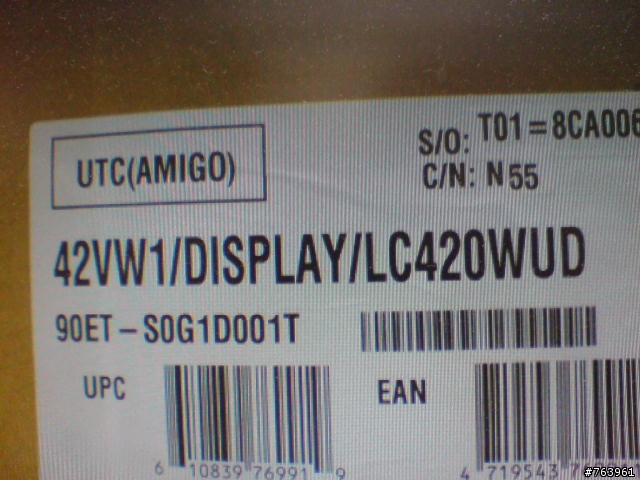 UTC(AMIGO)
S/O: T01=8CA006
C/N: N55
42VW1/DISPLAY/LC420WUD
90ET-S0G1D001T
UPC
EAN
6 10839 76991 9
4 719543
#763961